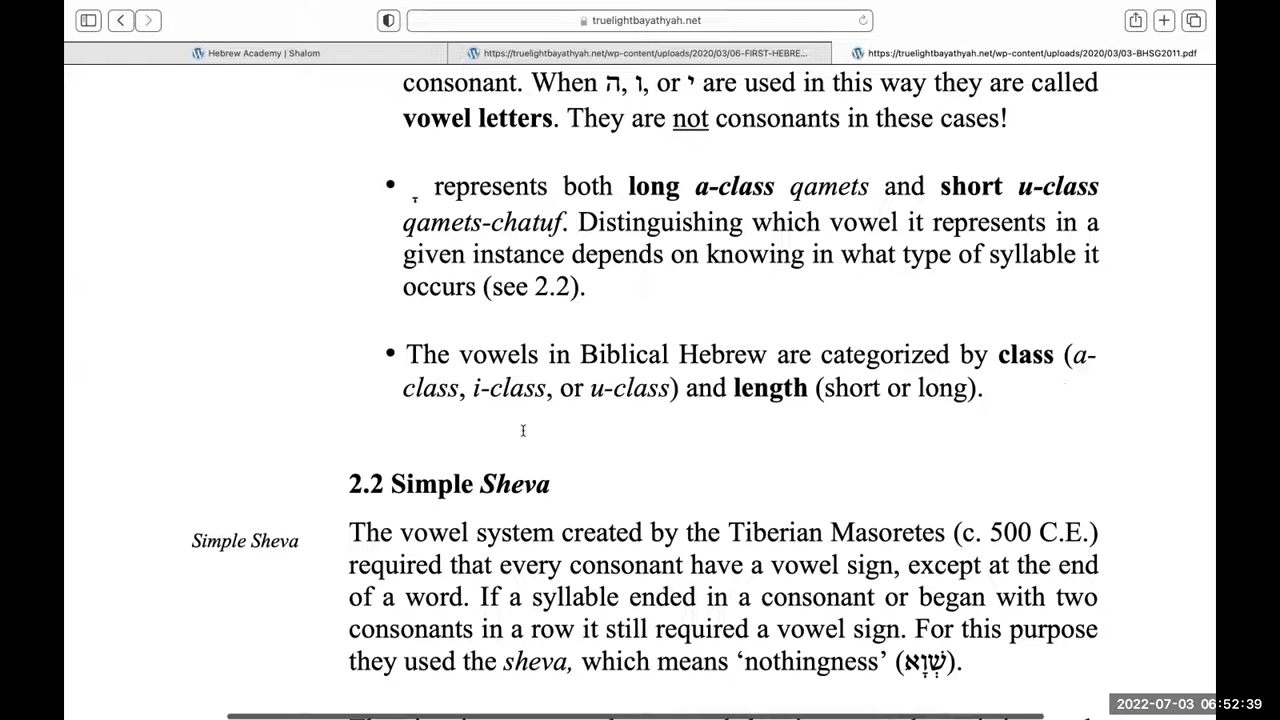 truelightbayathyah.net
Hebrew Academy | Shalom
https://truelightbayathyah.net/wp-content/uploads/2020/03/06-FIRST-HEBRE...
https://truelightbayathyah.net/wp-content/uploads/2020/03/03-BHSG2011.pdf
consonant. When ה, ו, or י are used in this way they are called
vowel letters. They are not consonants in these cases!
• ָ represents both long a-class qamets and short u-class
qamets-chatuf. Distinguishing which vowel it represents in a
given instance depends on knowing in what type of syllable it
occurs (see 2.2).
• The vowels in Biblical Hebrew are categorized by class (a-
class, i-class, or u-class) and length (short or long).
2.2 Simple Sheva
Simple Sheva
The vowel system created by the Tiberian Masoretes (c. 500 C.E.)
required that every consonant have a vowel sign, except at the end
of a word. If a syllable ended in a consonant or began with two
consonants in a row it still required a vowel sign. For this purpose
they used the sheva, which means ‘nothingness’ (שְׁוָא).
2022-07-03 06:52:39